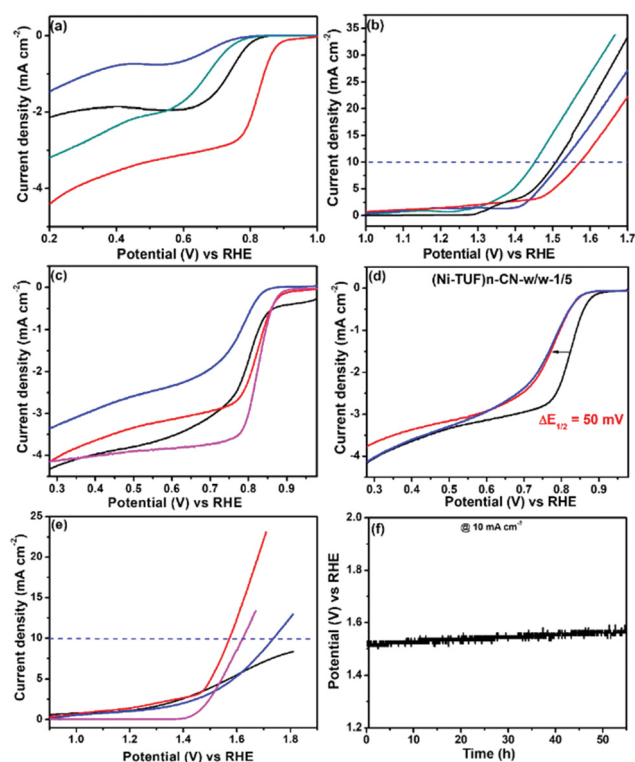 (a)
Current density (mA cm⁻²)
0
-2
-4
0.2 0.4 0.6 0.8 1.0
Potential (V) vs RHE
(b)
Current density (mA cm⁻²)
35
30
25
20
15
10
5
0
1.0 1.1 1.2 1.3 1.4 1.5 1.6 1.7
Potential (V) vs RHE
(c)
Current density (mA cm⁻²)
0
-1
-2
-3
-4
0.3 0.4 0.5 0.6 0.7 0.8 0.9
Potential (V) vs RHE
(d)
(Ni-TUF)n-CN-w/w-1/5
ΔE1/2 = 50 mV
Current density (mA cm⁻²)
0
-1
-2
-3
-4
0.3 0.4 0.5 0.6 0.7 0.8 0.9
Potential (V) vs RHE
(e)
Current density (mA cm⁻²)
25
20
15
10
5
0
1.0 1.2 1.4 1.6 1.8
Potential (V) vs RHE
(f)
@ 10 mA cm⁻²
Potential (V) vs RHE
2.0
1.8
1.6
1.4
1.2
0 10 20 30 40 50
Time (h)